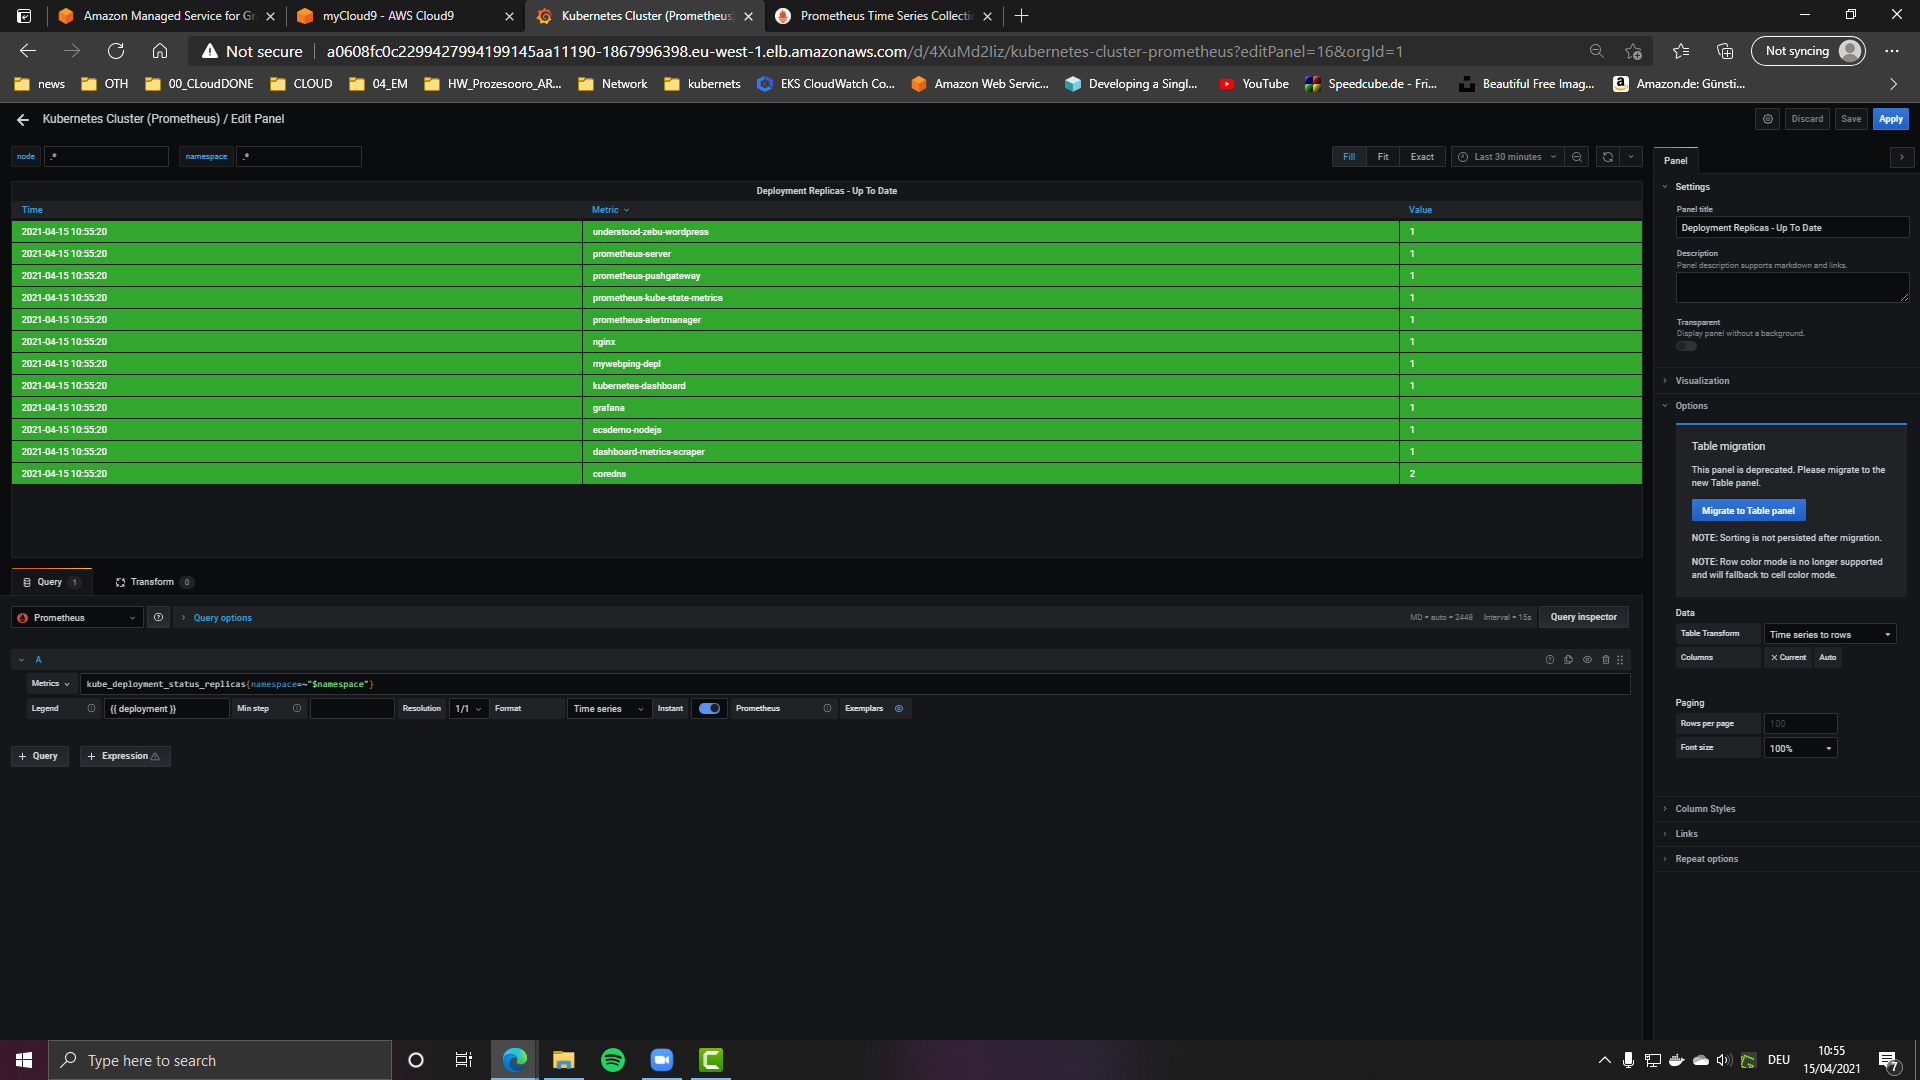 Amazon Managed Service for Gr
myCloud9 - AWS Cloud9
Kubernetes Cluster (Prometheus)
Prometheus Time Series Collecti
Not secure
a0608fc0c2299427994199145aa11190-1867996398.eu-west-1.elb.amazonaws.com/d/4XuMd2Iiz/kubernetes-cluster-prometheus?editPanel=16&orgId=1
Not syncing
news
OTH
00_CLoudDONE
CLOUD
04_EM
HW_Prozesooro_AR...
Network
kubernets
EKS CloudWatch Co...
Amazon Web Servic...
Developing a Singl...
YouTube
Speedcube.de - Fri...
Beautiful Free Imag...
Amazon.de: Günsti...
Kubernetes Cluster (Prometheus) / Edit Panel
Discard
Save
Apply
node
.*
namespace
.*
Fill
Fit
Exact
Last 30 minutes
Deployment Replicas - Up To Date
Time Metric Value
2021-04-15 10:55:20 understood-zebu-wordpress 1
2021-04-15 10:55:20 prometheus-server 1
2021-04-15 10:55:20 prometheus-pushgateway 1
2021-04-15 10:55:20 prometheus-kube-state-metrics 1
2021-04-15 10:55:20 prometheus-alertmanager 1
2021-04-15 10:55:20 nginx 1
2021-04-15 10:55:20 mywebping-depl 1
2021-04-15 10:55:20 kubernetes-dashboard 1
2021-04-15 10:55:20 grafana 1
2021-04-15 10:55:20 ecsdemo-nodejs 1
2021-04-15 10:55:20 dashboard-metrics-scraper 1
2021-04-15 10:55:20 coredns 2
Query 1
Transform 0
Prometheus
Query options
MD = auto = 2448 Interval = 15s
Query inspector
A
Metrics
kube_deployment_status_replicas{namespace=~"$namespace"}
Legend
{{ deployment }}
Min step
Resolution
1/1
Format
Time series
Instant
Prometheus
Exemplars
+ Query
+ Expression
Panel
Settings
Panel title
Deployment Replicas - Up To Date
Description
Panel description supports markdown and links.
Transparent
Display panel without a background.
Visualization
Options
Table migration
This panel is deprecated. Please migrate to the
new Table panel.
Migrate to Table panel
NOTE: Sorting is not persisted after migration.
NOTE: Row color mode is no longer supported
and will fallback to cell color mode.
Data
Table Transform
Time series to rows
Columns
Current
Auto
Paging
Rows per page
100
Font size
100%
Column Styles
Links
Repeat options
Type here to search
DEU
10:55
15/04/2021
7